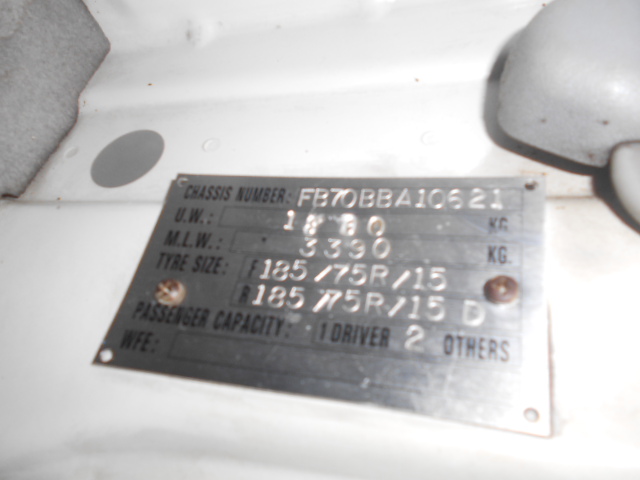 CHASSIS NUMBER: FB70BBA10621
U.W.: KG.
M.L.W.: 3390 KG.
TYRE SIZE: F 185/75R/15
R 185/75R/15 D
PASSENGER CAPACITY: 1 DRIVER 2 OTHERS
WFE: